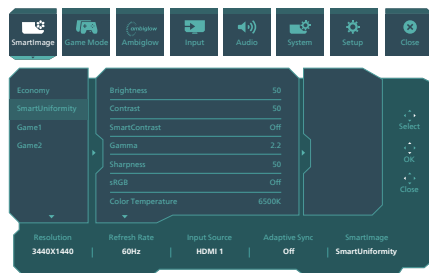 SmartImage
Game Mode
ambiglow
Ambiglow
Input
Audio
System
Setup
Close
Economy
SmartUniformity
Game1
Game2
Brightness 50
Contrast 50
SmartContrast Off
Gamma 2.2
Sharpness 50
sRGB Off
Color Temperature 6500K
Select
OK
Close
Resolution Refresh Rate Input Source Adaptive Sync SmartImage
3440X1440 60Hz HDMI 1 Off SmartUniformity